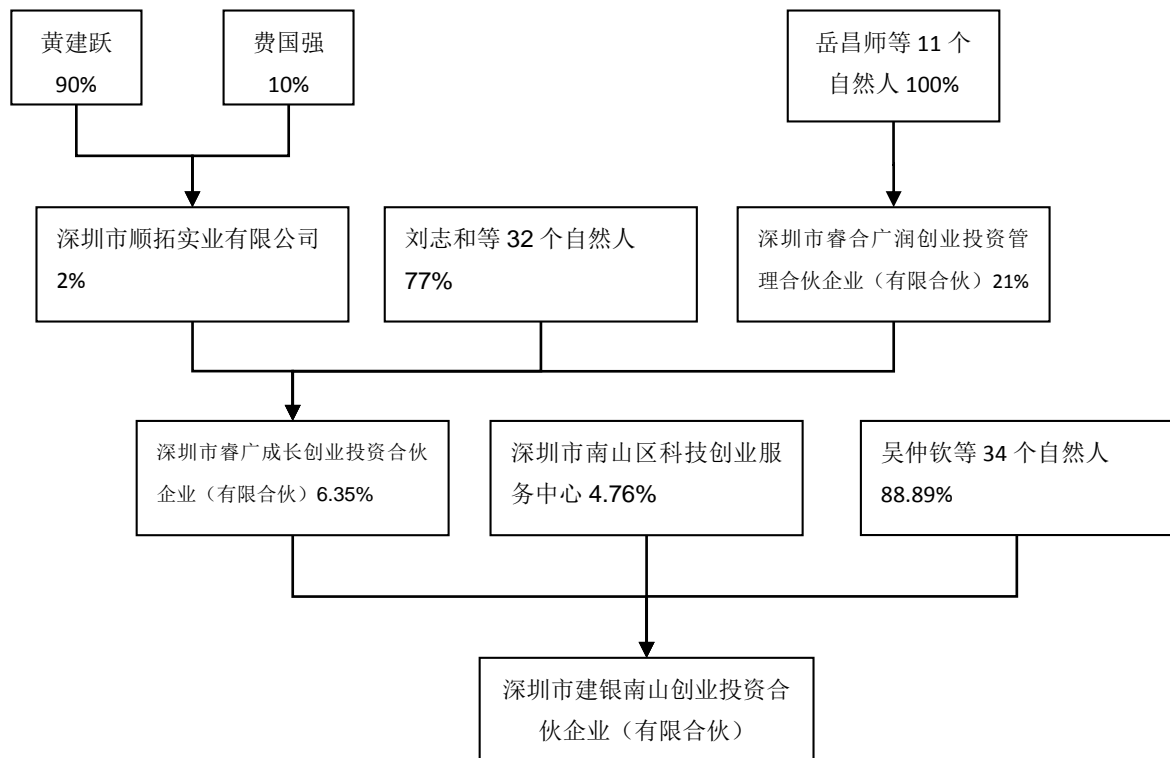 黄建跃
90%
费国强
10%
岳昌师等 11 个
自然人 100%
深圳市顺拓实业有限公司
2%
刘志和等 32 个自然人
77%
深圳市睿合广润创业投资管
理合伙企业（有限合伙）21%
深圳市睿广成长创业投资合伙
企业（有限合伙）6.35%
深圳市南山区科技创业服
务中心 4.76%
吴仲钦等 34 个自然人
88.89%
深圳市建银南山创业投资合
伙企业（有限合伙）